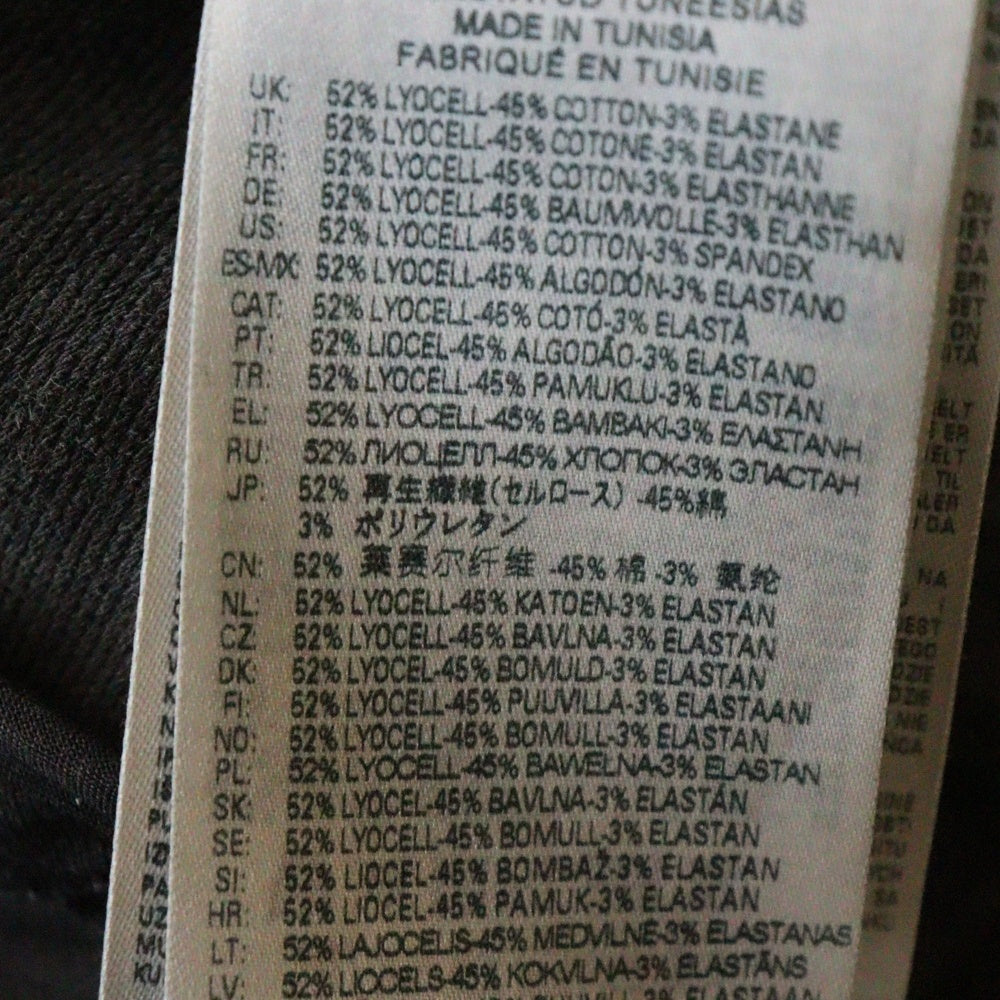 MADE IN TUNISIA
FABRIQUÉ EN TUNISIE
UK: 52% LYOCELL-45% COTTON-3% ELASTANE
IT: 52% LYOCELL-45% COTONE-3% ELASTAN
FR: 52% LYOCELL-45% COTON-3% ELASTHANNE
DE: 52% LYOCELL-45% BAUMWOLLE-3% ELASTHAN
US: 52% LYOCELL-45% COTTON-3% SPANDEX
ES-MX: 52% LYOCELL-45% ALGODÓN-3% ELASTANO
CAT: 52% LYOCELL-45% COTÓ-3% ELASTÀ
PT: 52% LIOCEL-45% ALGODÃO-3% ELASTANO
TR: 52% LYOCELL-45% PAMUKLU-3% ELASTAN
EL: 52% LYOCELL-45% ΒΑΜΒΑΚΙ-3% ΕΛΑΣΤΑΝΗ
RU: 52% ЛИОЦЕЛЛ-45% ХЛОПОК-3% ЭЛАСТАН
JP: 52% 再生繊維(セルロース) -45%綿
3% ポリウレタン
CN: 52% 莱赛尔纤维 -45% 棉 -3% 氨纶
NL: 52% LYOCELL-45% KATOEN-3% ELASTAN
CZ: 52% LYOCELL-45% BAVLNA-3% ELASTAN
DK: 52% LYOCEL-45% BOMULD-3% ELASTAN
FI: 52% LYOCELL-45% PUUVILLA-3% ELASTAANI
NO: 52% LYOCELL-45% BOMULL-3% ELASTAN
PL: 52% LYOCELL-45% BAWEŁNA-3% ELASTAN
SK: 52% LYOCEL-45% BAVLNA-3% ELASTÁN
SE: 52% LYOCELL-45% BOMULL-3% ELASTAN
SI: 52% LIOCEL-45% BOMBAŽ-3% ELASTAN
HR: 52% LIOCEL-45% PAMUK-3% ELASTAN
LT: 52% LAJOCELIS-45% MEDVILNĖ-3% ELASTANAS
LV: 52% LIOCELS-45% KOKVILNA-3% ELASTĀNS